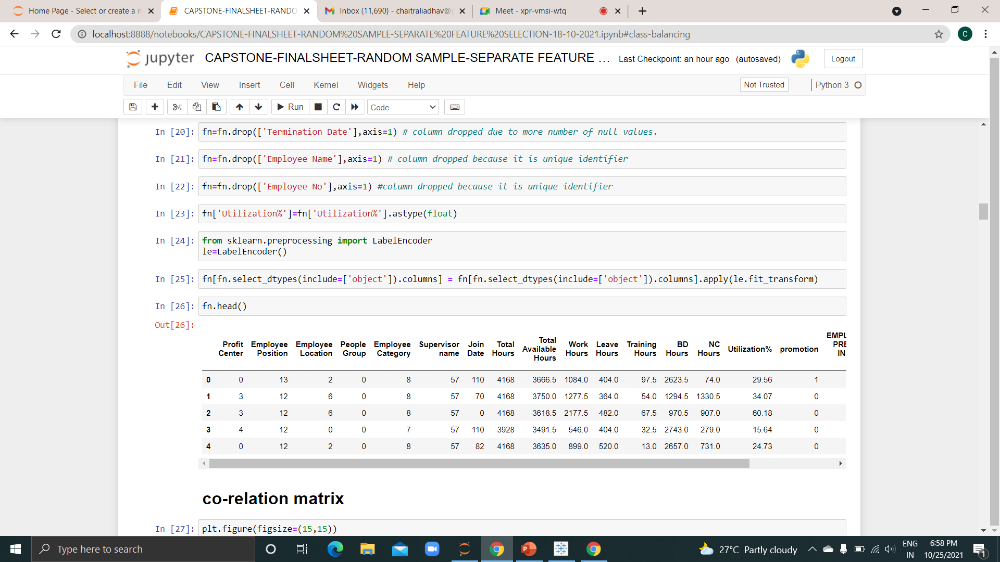 Home Page - Select or create a n
CAPSTONE-FINALSHEET-RANDO
Inbox (11,690) - chaitraliadhav@g
Meet - xpr-vmsi-wtq
localhost:8888/notebooks/CAPSTONE-FINALSHEET-RANDOM%20SAMPLE-SEPARATE%20FEATURE%20SELECTION-18-10-2021.ipynb#class-balancing
C
jupyter CAPSTONE-FINALSHEET-RANDOM SAMPLE-SEPARATE FEATURE ... Last Checkpoint: an hour ago (autosaved)
Logout
File Edit View Insert Cell Kernel Widgets Help
Not Trusted
Python 3
Run
Code
In [20]: fn=fn.drop(['Termination Date'],axis=1) # column dropped due to more number of null values.
In [21]: fn=fn.drop(['Employee Name'],axis=1) # column dropped because it is unique identifier
In [22]: fn=fn.drop(['Employee No'],axis=1) #column dropped because it is unique identifier
In [23]: fn['Utilization%']=fn['Utilization%'].astype(float)
In [24]: from sklearn.preprocessing import LabelEncoder
le=LabelEncoder()
In [25]: fn[fn.select_dtypes(include=['object']).columns] = fn[fn.select_dtypes(include=['object']).columns].apply(le.fit_transform)
In [26]: fn.head()
Out[26]:
Profit Center Employee Position Employee Location People Group Employee Category Supervisor name Join Date Total Hours Total Available Hours Work Hours Leave Hours Training Hours BD Hours NC Hours Utilization% promotion EMPL PRE IN
0 0 13 2 0 8 57 110 4168 3666.5 1084.0 404.0 97.5 2623.5 74.0 29.56 1
1 3 12 6 0 8 57 70 4168 3750.0 1277.5 364.0 54.0 1294.5 1330.5 34.07 0
2 3 12 6 0 8 57 0 4168 3618.5 2177.5 482.0 67.5 970.5 907.0 60.18 0
3 4 12 0 0 7 57 110 3928 3491.5 546.0 404.0 32.5 2743.0 279.0 15.64 0
4 0 12 2 0 8 57 82 4168 3635.0 899.0 520.0 13.0 2657.0 731.0 24.73 0
co-relation matrix
In [27]: plt.figure(figsize=(15,15))
Type here to search
27°C Partly cloudy
ENG
IN
6:58 PM
10/25/2021
1